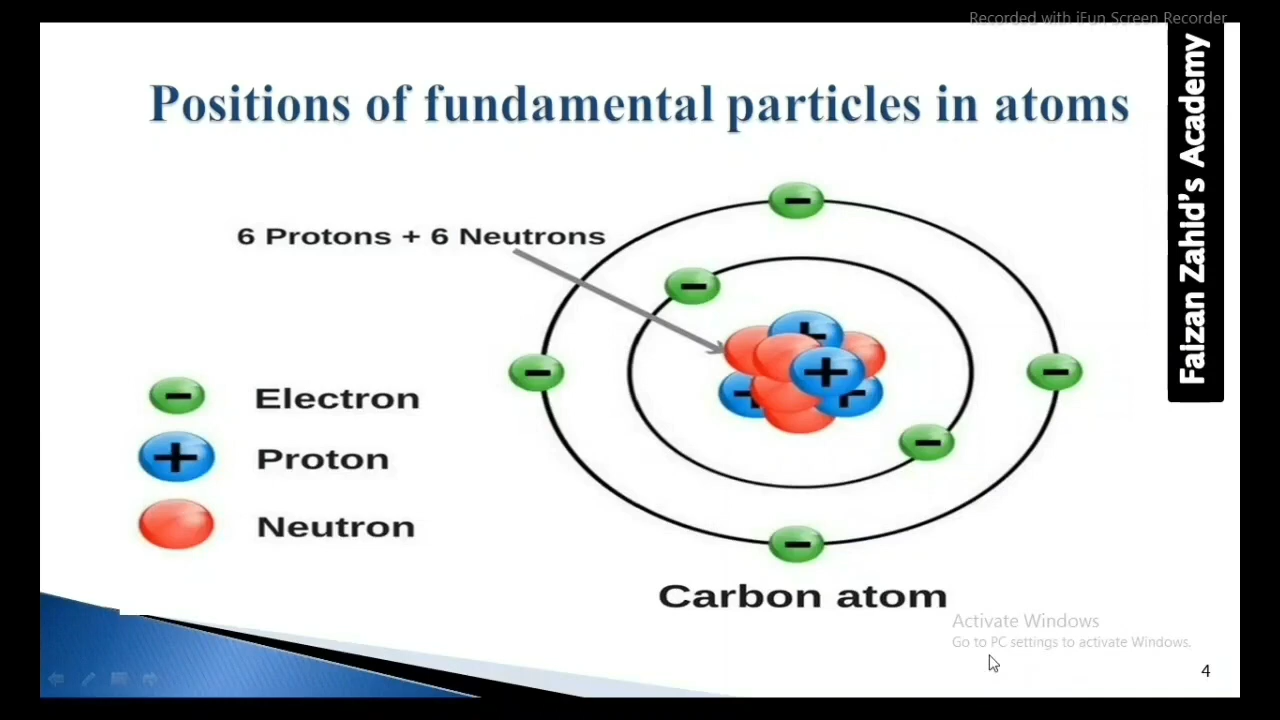 Recorded with iFun Screen Recorder
Positions of fundamental particles in atoms
Faizan Zahid's Academy
6 Protons + 6 Neutrons
Electron
Proton
Neutron
Carbon atom
Activate Windows
Go to PC settings to activate Windows.
4